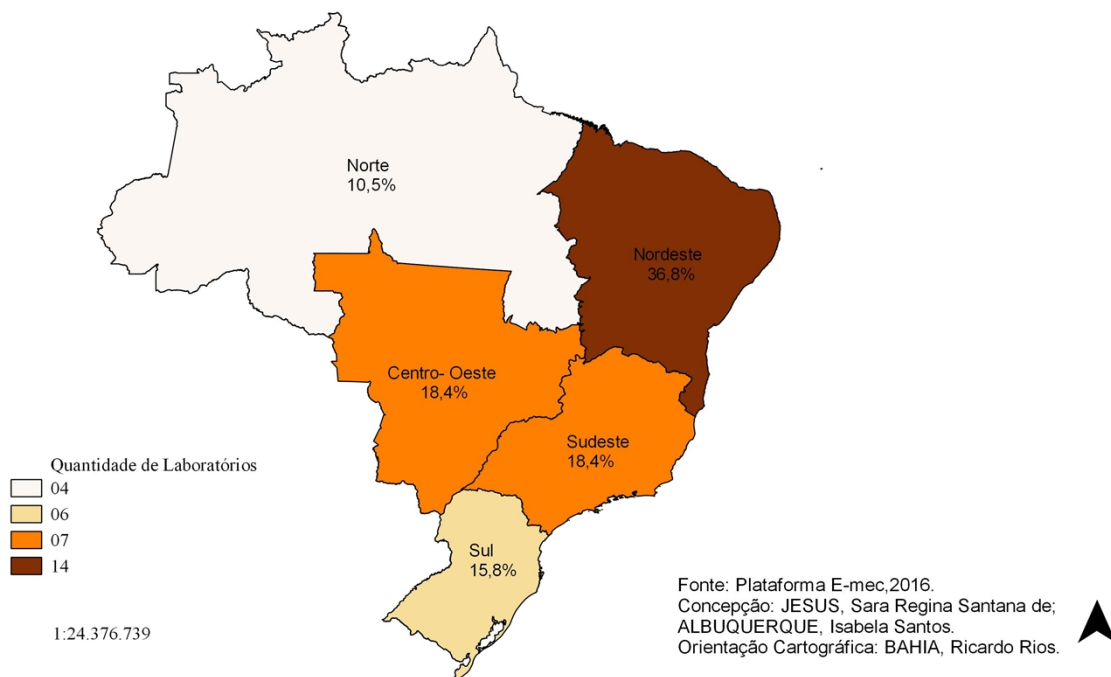 Norte
10,5%
Nordeste
36,8%
Centro- Oeste
18,4%
Sudeste
18,4%
Sul
15,8%
Quantidade de Laboratórios
04
06
07
14
1:24.376.739
Fonte: Plataforma E-mec,2016.
Concepção: JESUS, Sara Regina Santana de;
ALBUQUERQUE, Isabela Santos.
Orientação Cartográfica: BAHIA, Ricardo Rios.